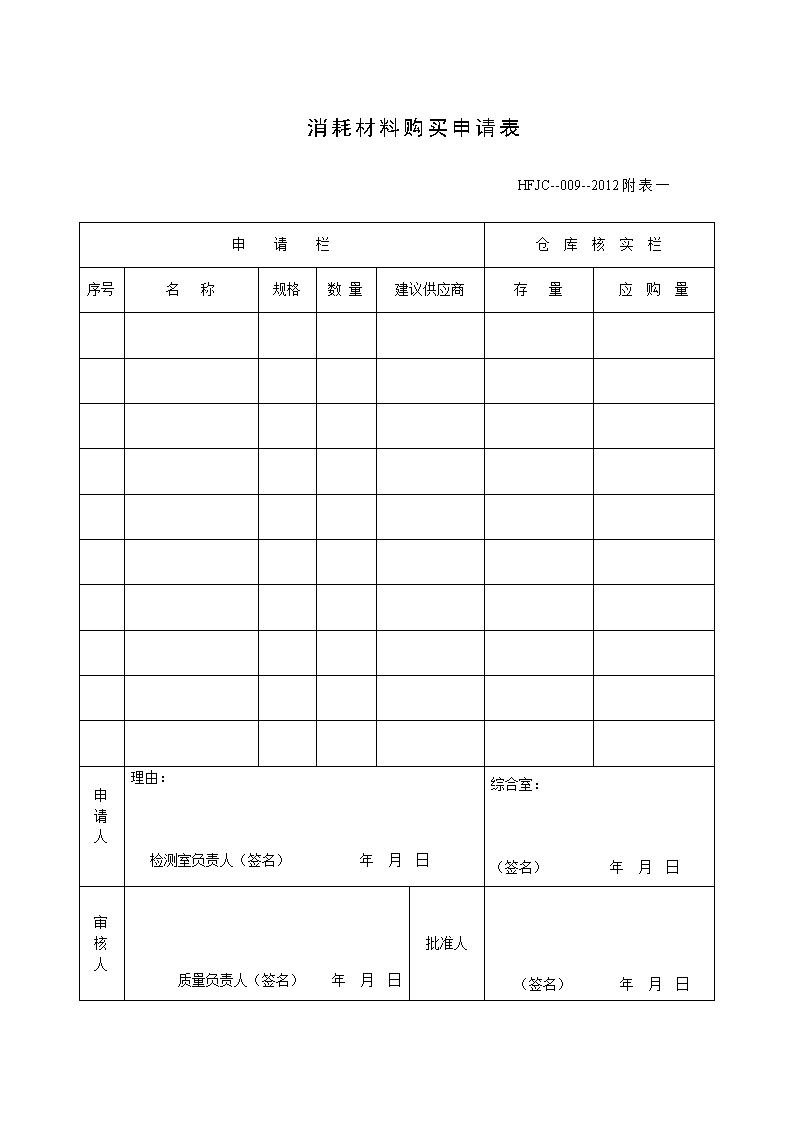 消耗材料购买申请表
HFJC--009--2012附表一
申 请 栏 仓 库 核 实 栏
序号 名 称 规格 数 量 建议供应商 存 量 应 购 量
申请人
理由：
检测室负责人（签名） 年 月 日
综合室：
（签名） 年 月 日
审核人
质量负责人（签名） 年 月 日
批准人
（签名） 年 月 日